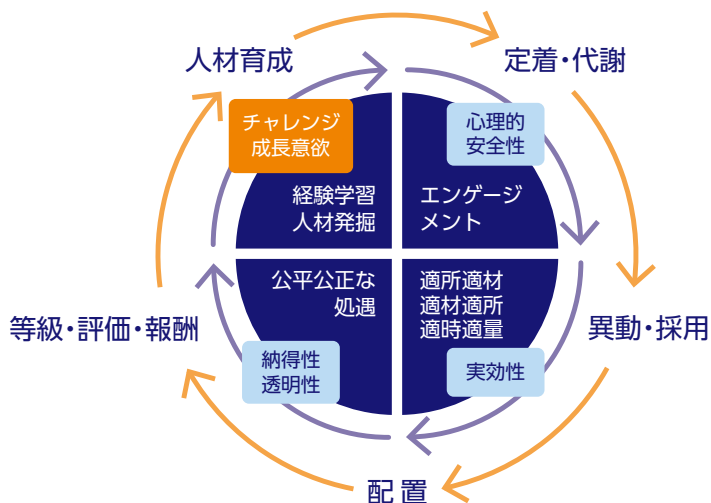 人材育成
定着・代謝
チャレンジ
成長意欲
心理的
安全性
経験学習
人材発掘
エンゲージ
メント
公平公正な
処遇
適所適材
適材適所
適時適量
等級・評価・報酬
異動・採用
納得性
透明性
実効性
配置